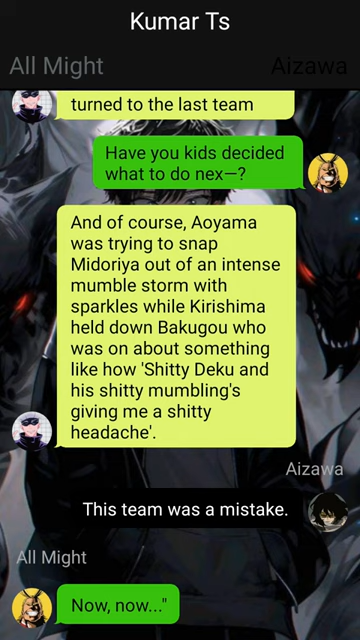 Kumar Ts
All Might
Aizawa
turned to the last team
Have you kids decided
what to do nex—?
And of course, Aoyama
was trying to snap
Midoriya out of an intense
mumble storm with
sparkles while Kirishima
held down Bakugou who
was on about something
like how 'Shitty Deku and
his shitty mumbling's
giving me a shitty
headache'.
Aizawa
This team was a mistake.
All Might
Now, now..."